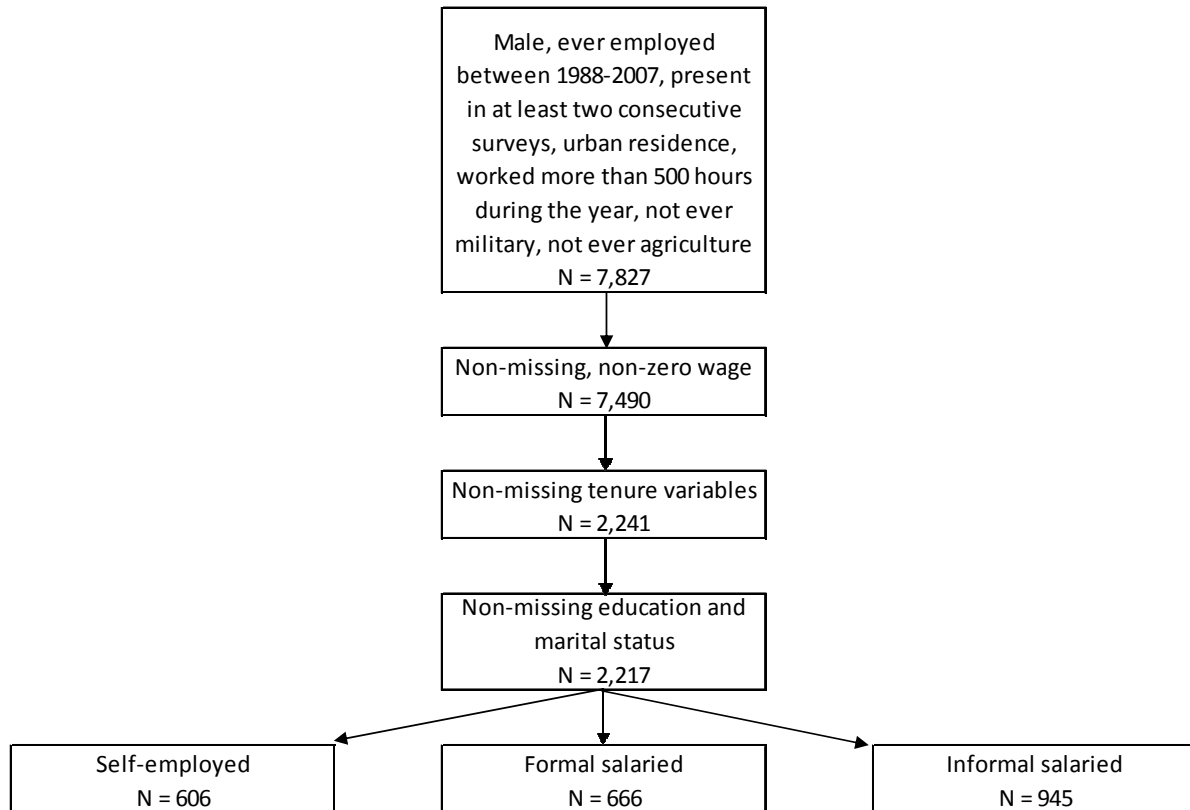 Male, ever employed
between 1988-2007, present
in at least two consecutive
surveys, urban residence,
worked more than 500 hours
during the year, not ever
military, not ever agriculture
N = 7,827
Non-missing, non-zero wage
N = 7,490
Non-missing tenure variables
N = 2,241
Non-missing education and
marital status
N = 2,217
Self-employed
N = 606
Formal salaried
N = 666
Informal salaried
N = 945